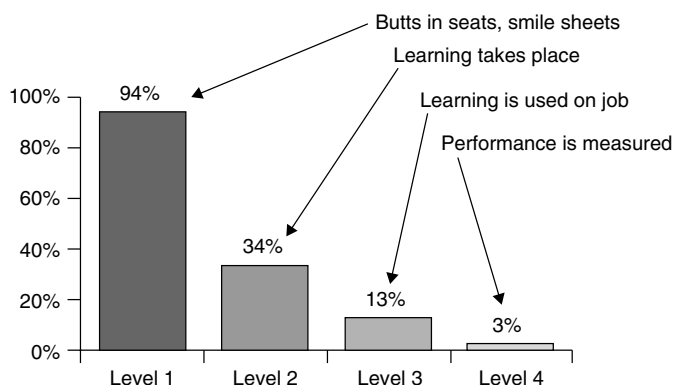 Butts in seats, smile sheets
Learning takes place
Learning is used on job
Performance is measured
100%
80%
60%
40%
20%
0%
94%
34%
13%
3%
Level 1
Level 2
Level 3
Level 4